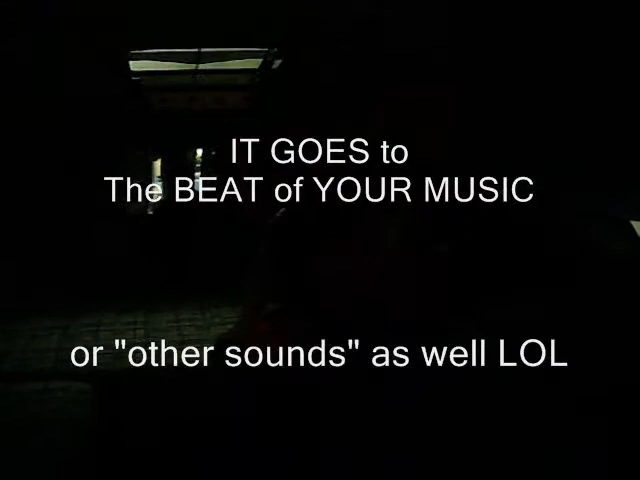 IT GOES to
The BEAT of YOUR MUSIC
or "other sounds" as well LOL